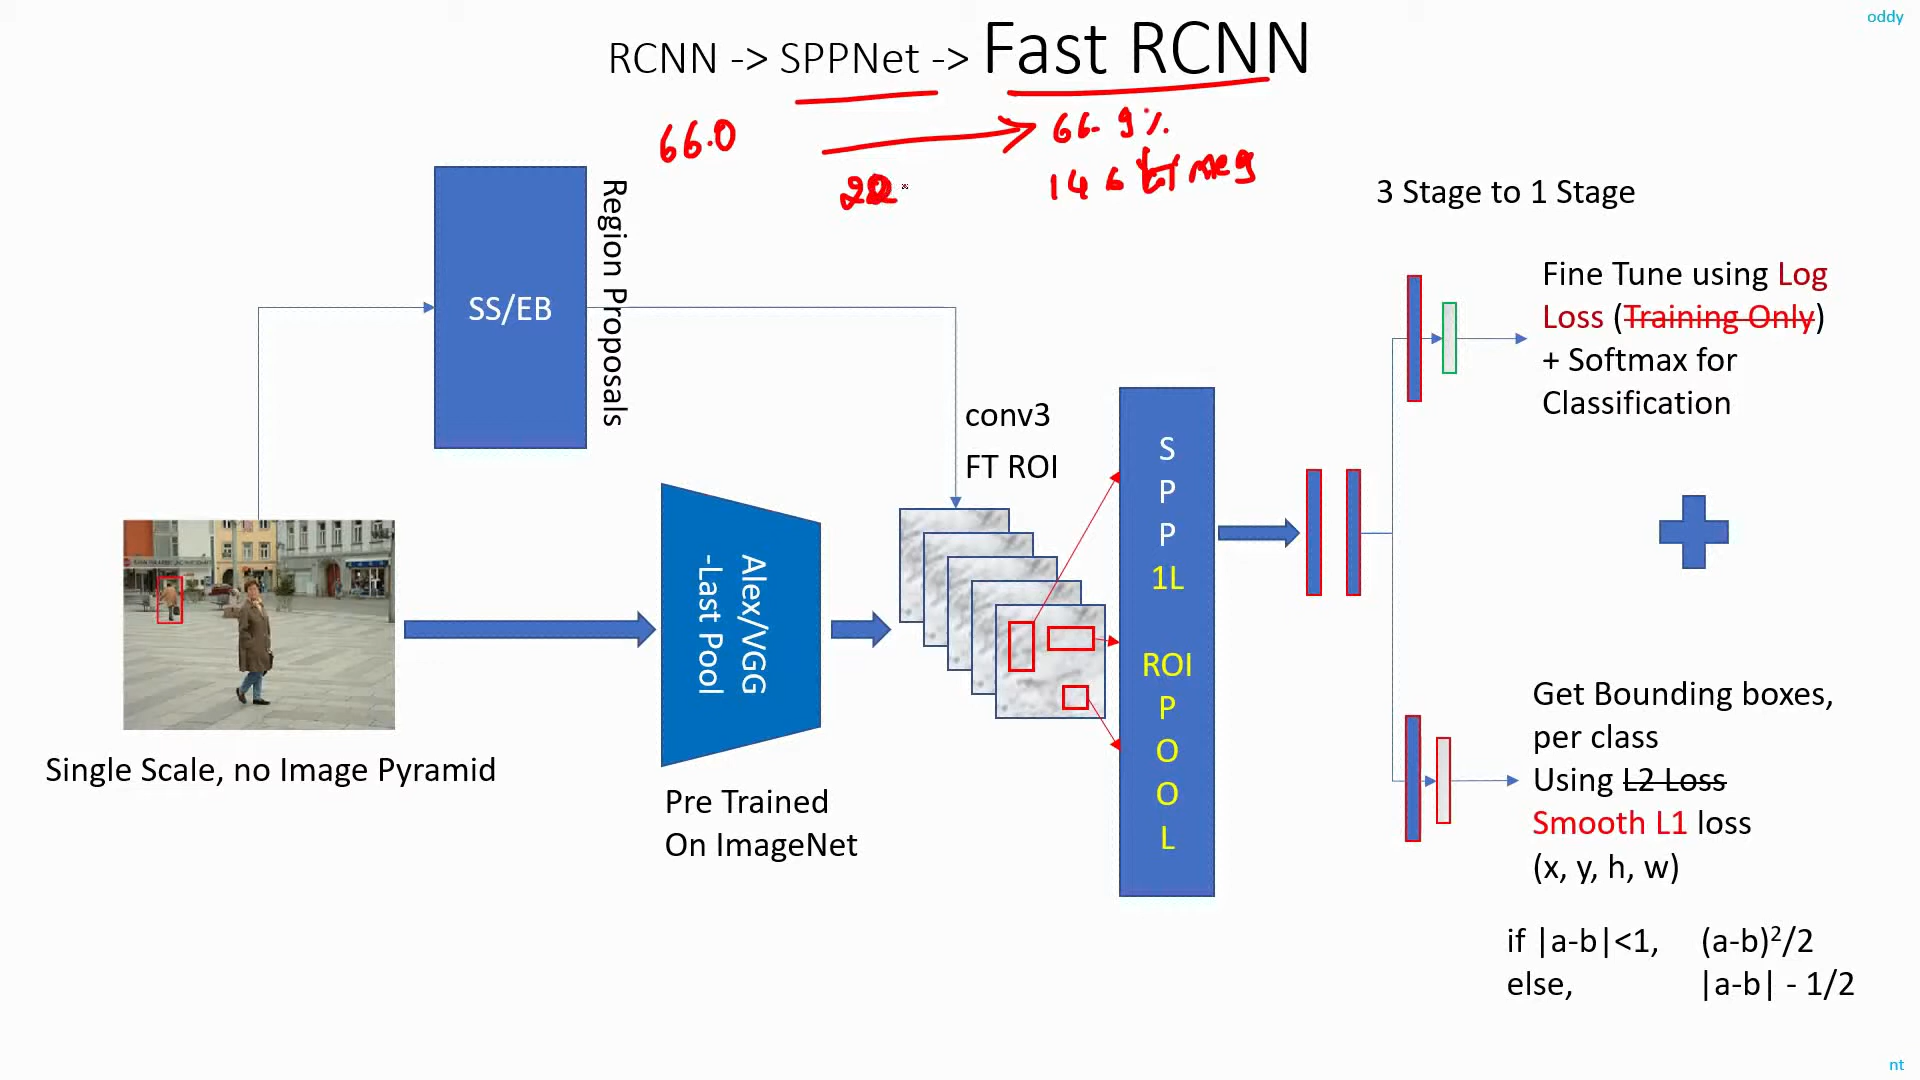 oddy
RCNN -> SPPNet -> Fast RCNN
66.0
66.9%
22
146
3 Stage to 1 Stage
Region Proposals
SS/EB
Fine Tune using Log
Loss (Training Only)
+ Softmax for
Classification
conv3
FT ROI
S
P
P
1L
ROI
P
O
O
L
Alex/VGG
-Last Pool
Single Scale, no Image Pyramid
Pre Trained
On ImageNet
Get Bounding boxes,
per class
Using L2 Loss
Smooth L1 loss
(x, y, h, w)
if |a-b|<1, (a-b)²/2
else, |a-b| - 1/2
nt